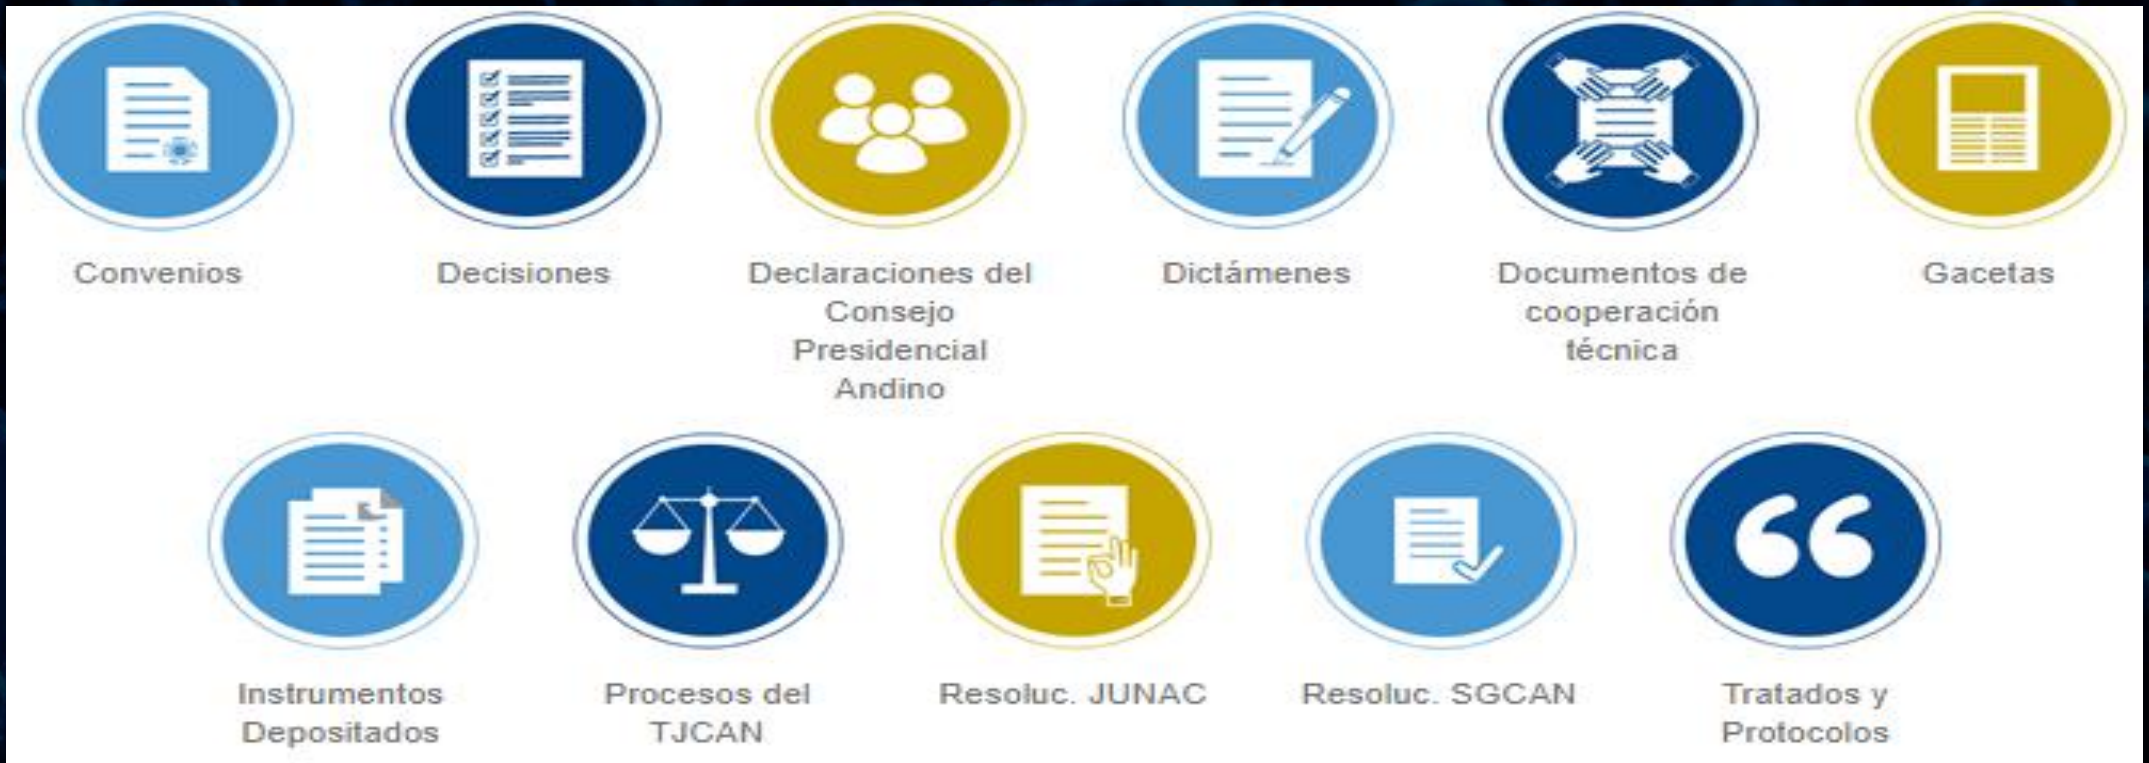 Convenios
Decisiones
Declaraciones del
Consejo
Presidencial
Andino
Dictámenes
Documentos de
cooperación
técnica
Gacetas
Instrumentos
Depositados
Procesos del
TJCAN
Resoluc. JUNAC
Resoluc. SGCAN
Tratados y
Protocolos